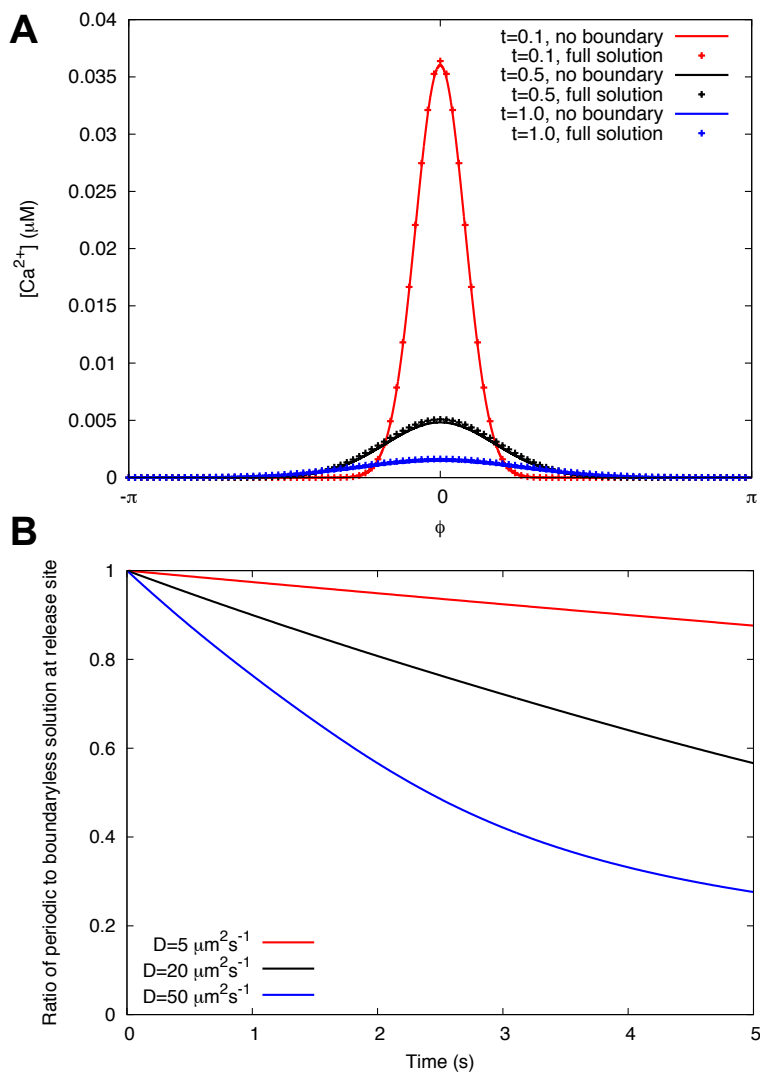 A
0.04
0.035
0.03
0.025
0.02
0.015
0.01
0.005
0
[Ca2+] (μM)
t=0.1, no boundary
t=0.1, full solution
t=0.5, no boundary
t=0.5, full solution
t=1.0, no boundary
t=1.0, full solution
-π 0 π
ϕ
B
1
0.8
0.6
0.4
0.2
0
Ratio of periodic to boundaryless solution at release site
D=5 μm2s-1
D=20 μm2s-1
D=50 μm2s-1
0 1 2 3 4 5
Time (s)